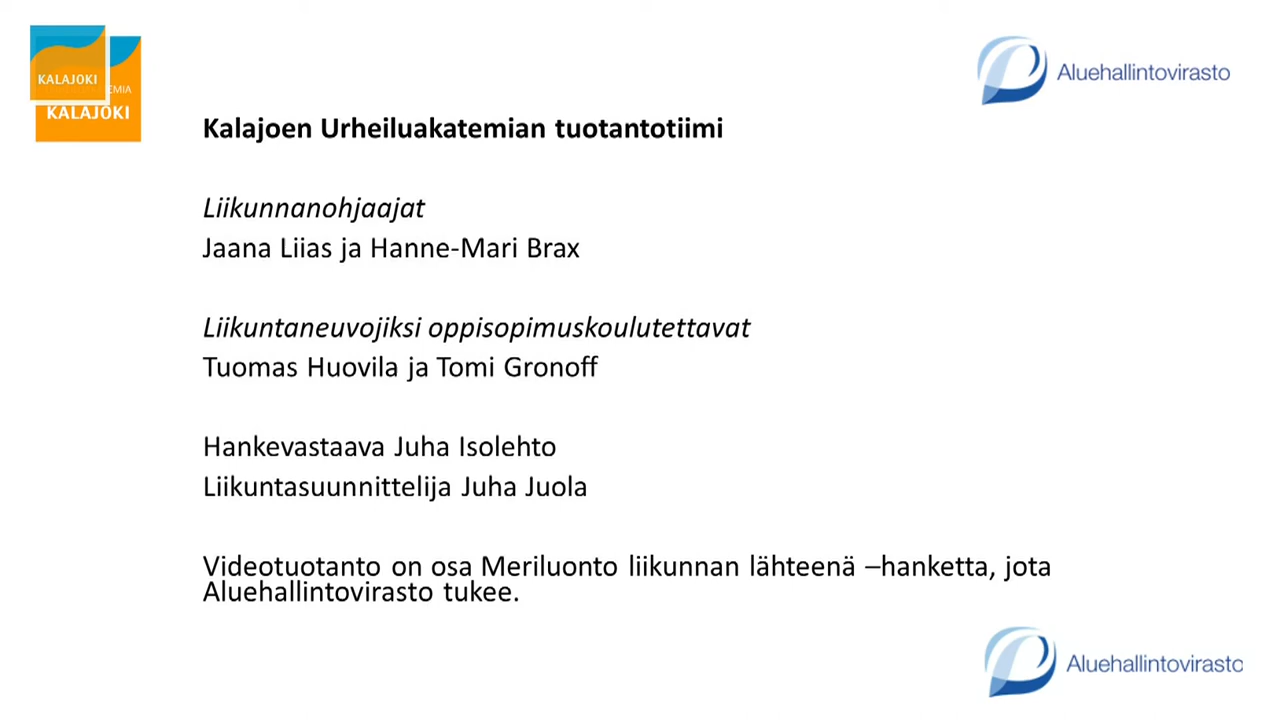 KALAJOKI
EMIA
KALAJOKI
Aluehallintovirasto
Kalajoen Urheiluakatemian tuotantotiimi
Liikunnanohjaajat
Jaana Liias ja Hanne-Mari Brax
Liikuntaneuvojiksi oppisopimuskoulutettavat
Tuomas Huovila ja Tomi Gronoff
Hankevastaava Juha Isolehto
Liikuntasuunnittelija Juha Juola
Videotuotanto on osa Meriluonto liikunnan lähteenä –hanketta, jota
Aluehallintovirasto tukee.
Aluehallintovirasto